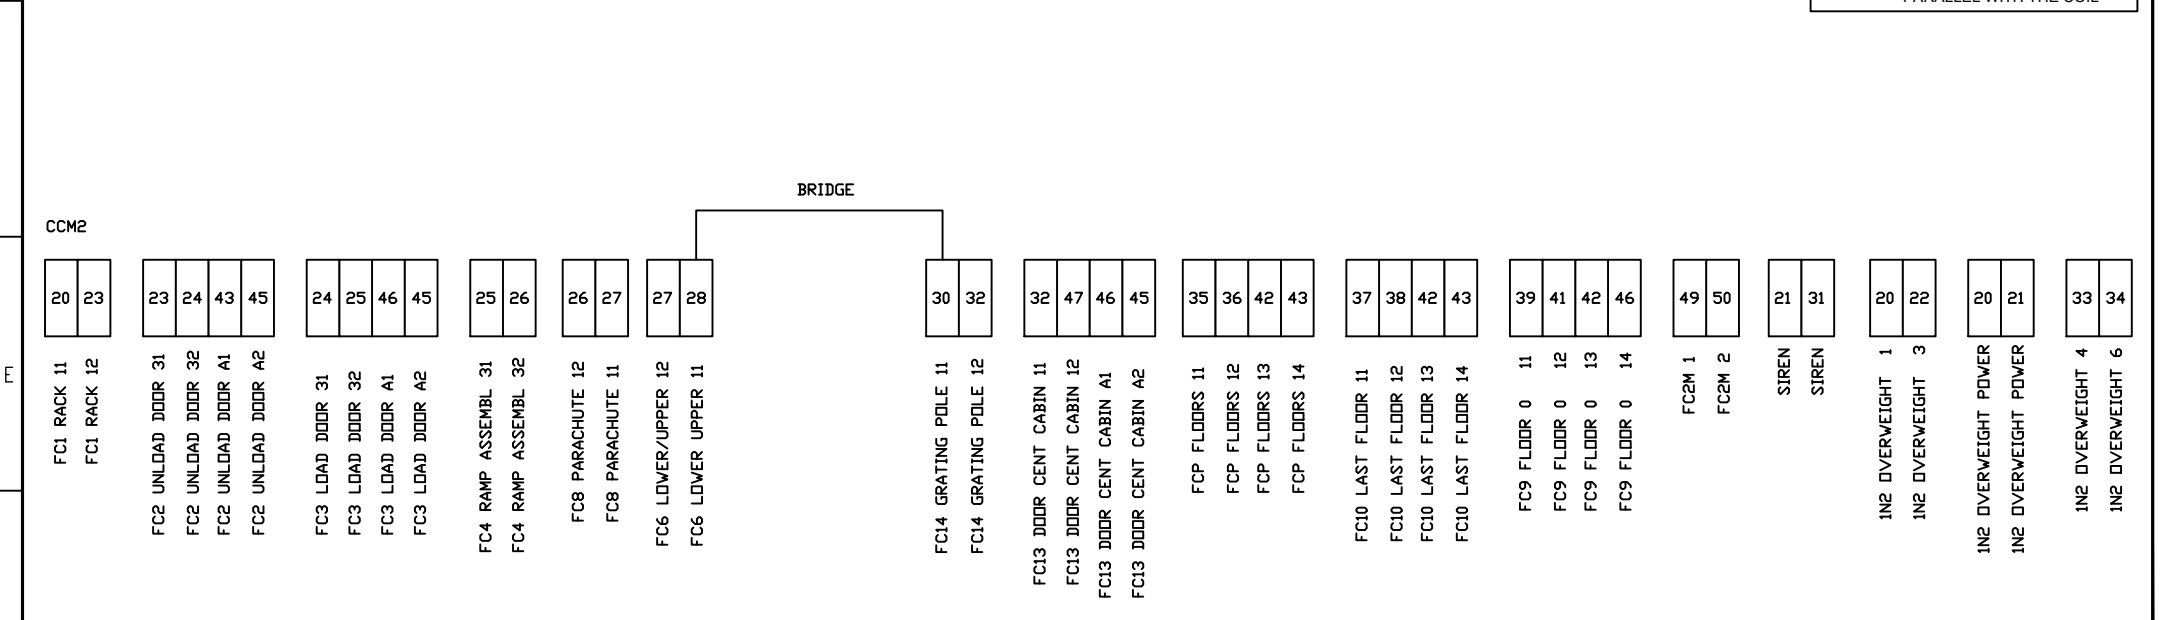 PARALLEL WITH THE COIL
BRIDGE
CCM2
20 23
23 24 43 45
24 25 46 45
25 26
26 27
27 28
30 32
32 47 46 45
35 36 42 43
37 38 42 43
39 41 42 46
49 50
21 31
20 22
20 21
33 34
E
FC1 RACK 11
FC1 RACK 12
FC2 UNLOAD DOOR 31
FC2 UNLOAD DOOR 32
FC2 UNLOAD DOOR A1
FC2 UNLOAD DOOR A2
FC3 LOAD DOOR 31
FC3 LOAD DOOR 32
FC3 LOAD DOOR A1
FC3 LOAD DOOR A2
FC4 RAMP ASSEMBL 31
FC4 RAMP ASSEMBL 32
FC8 PARACHUTE 12
FC8 PARACHUTE 11
FC6 LOWER/UPPER 12
FC6 LOWER UPPER 11
FC14 GRATING POLE 11
FC14 GRATING POLE 12
FC13 DOOR CENT CABIN 11
FC13 DOOR CENT CABIN 12
FC13 DOOR CENT CABIN A1
FC13 DOOR CENT CABIN A2
FCP FLOORS 11
FCP FLOORS 12
FCP FLOORS 13
FCP FLOORS 14
FC10 LAST FLOOR 11
FC10 LAST FLOOR 12
FC10 LAST FLOOR 13
FC10 LAST FLOOR 14
FC9 FLOOR 0 11
FC9 FLOOR 0 12
FC9 FLOOR 0 13
FC9 FLOOR 0 14
FC2M 1
FC2M 2
SIREN
SIREN
1N2 OVERWEIGHT 1
1N2 OVERWEIGHT 3
1N2 OVERWEIGHT POWER
1N2 OVERWEIGHT POWER
1N2 OVERWEIGHT 4
1N2 OVERWEIGHT 6